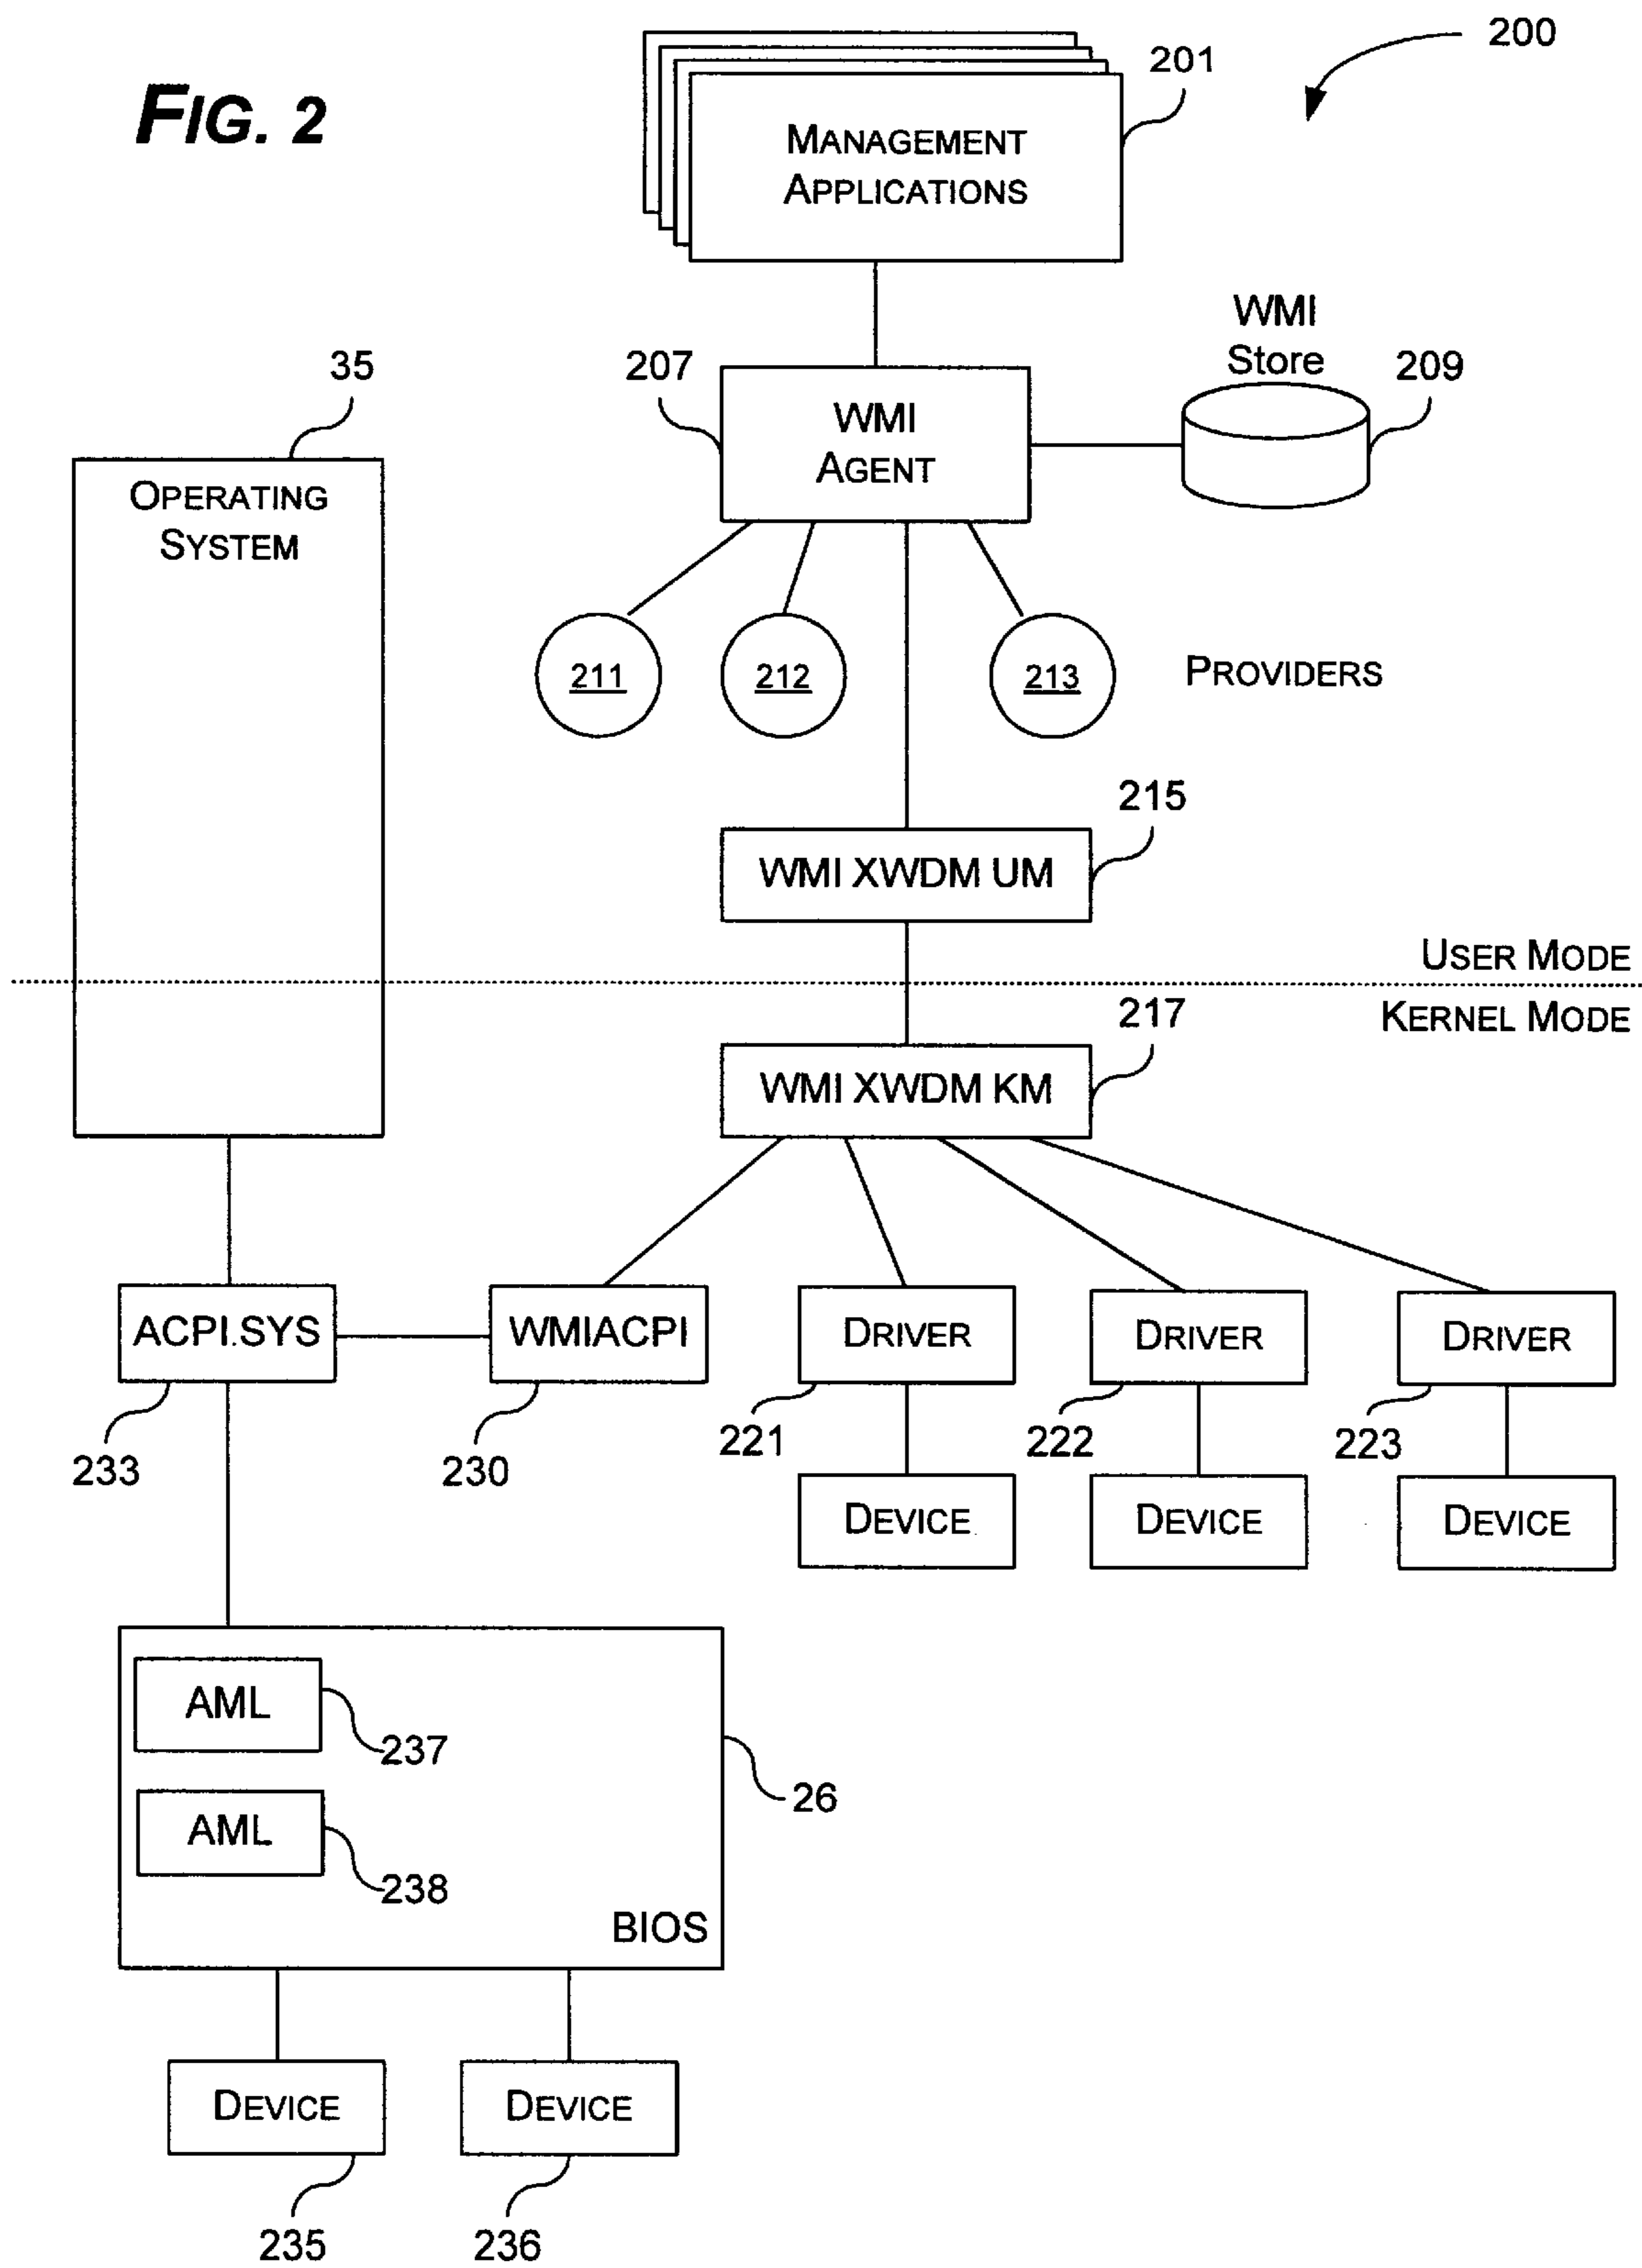 FIG. 2
200
201
MANAGEMENT
APPLICATIONS
WMI
Store
35
207
209
WMI
AGENT
OPERATING
SYSTEM
211
212
213
PROVIDERS
215
WMI XWDM UM
USER MODE
KERNEL MODE
217
WMI XWDM KM
ACPI.SYS
WMIACPI
DRIVER
DRIVER
DRIVER
233
230
221
222
223
DEVICE
DEVICE
DEVICE
AML
237
26
AML
238
BIOS
DEVICE
DEVICE
235
236